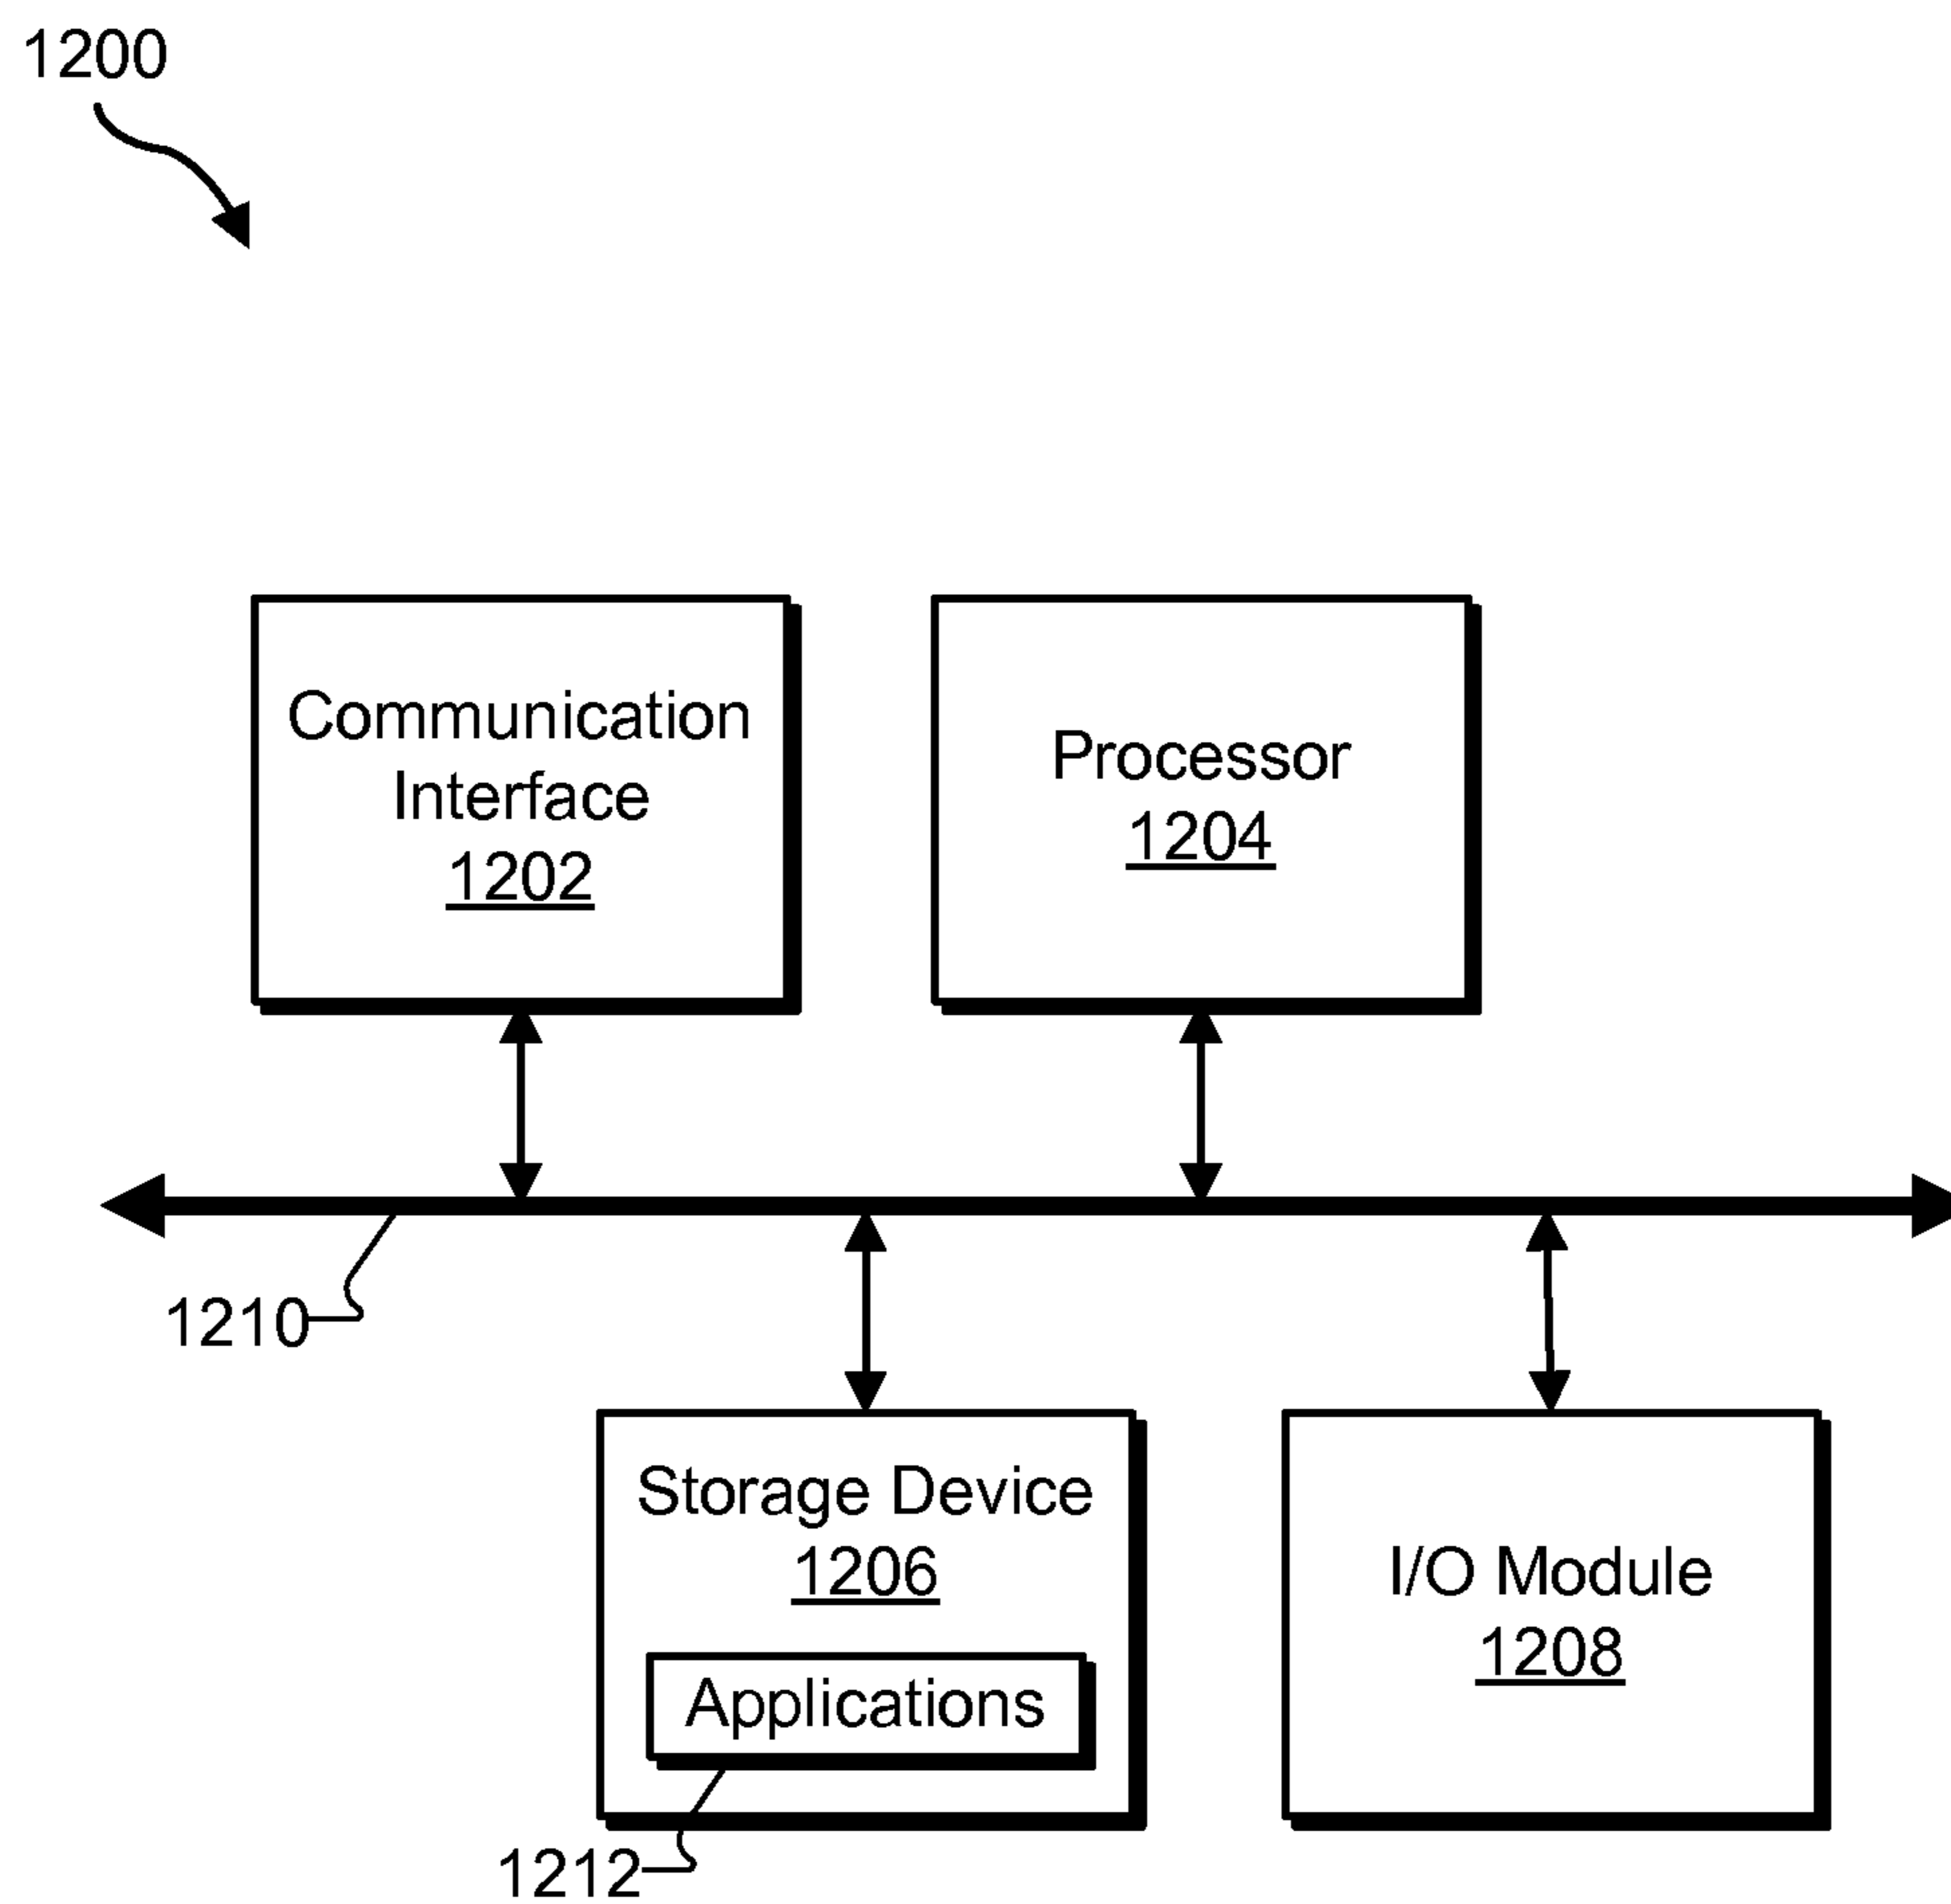 1200
Communication
Interface
1202
Processor
1204
1210
Storage Device
1206
Applications
1212
I/O Module
1208